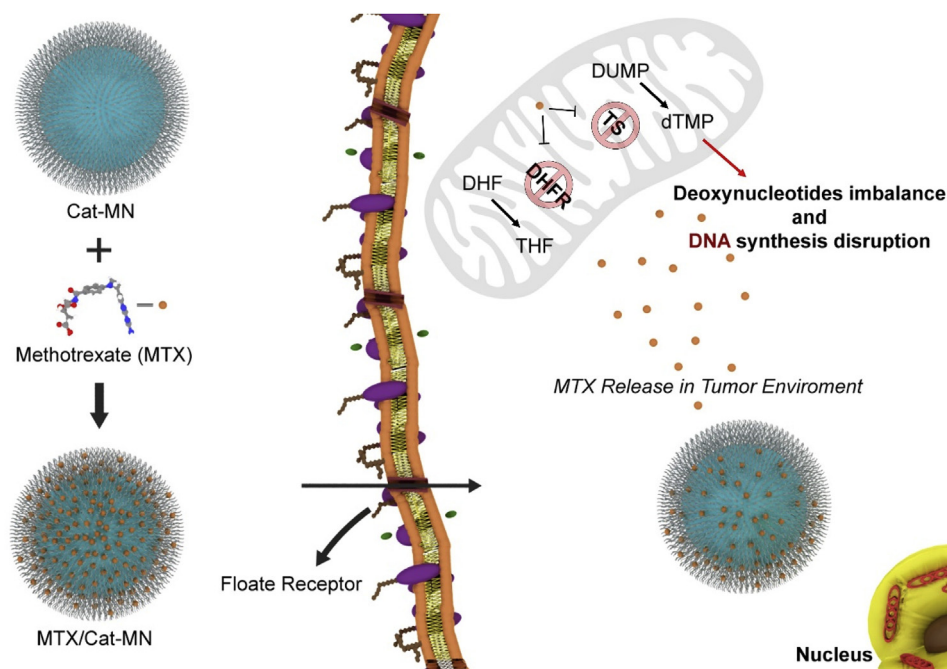 Cat-MN
+
Methotrexate (MTX)
MTX/Cat-MN
Floate Receptor
DUMP
dTMP
TS
DHFR
DHF
THF
Deoxynucleotides imbalance
and
DNA synthesis disruption
MTX Release in Tumor Enviroment
Nucleus